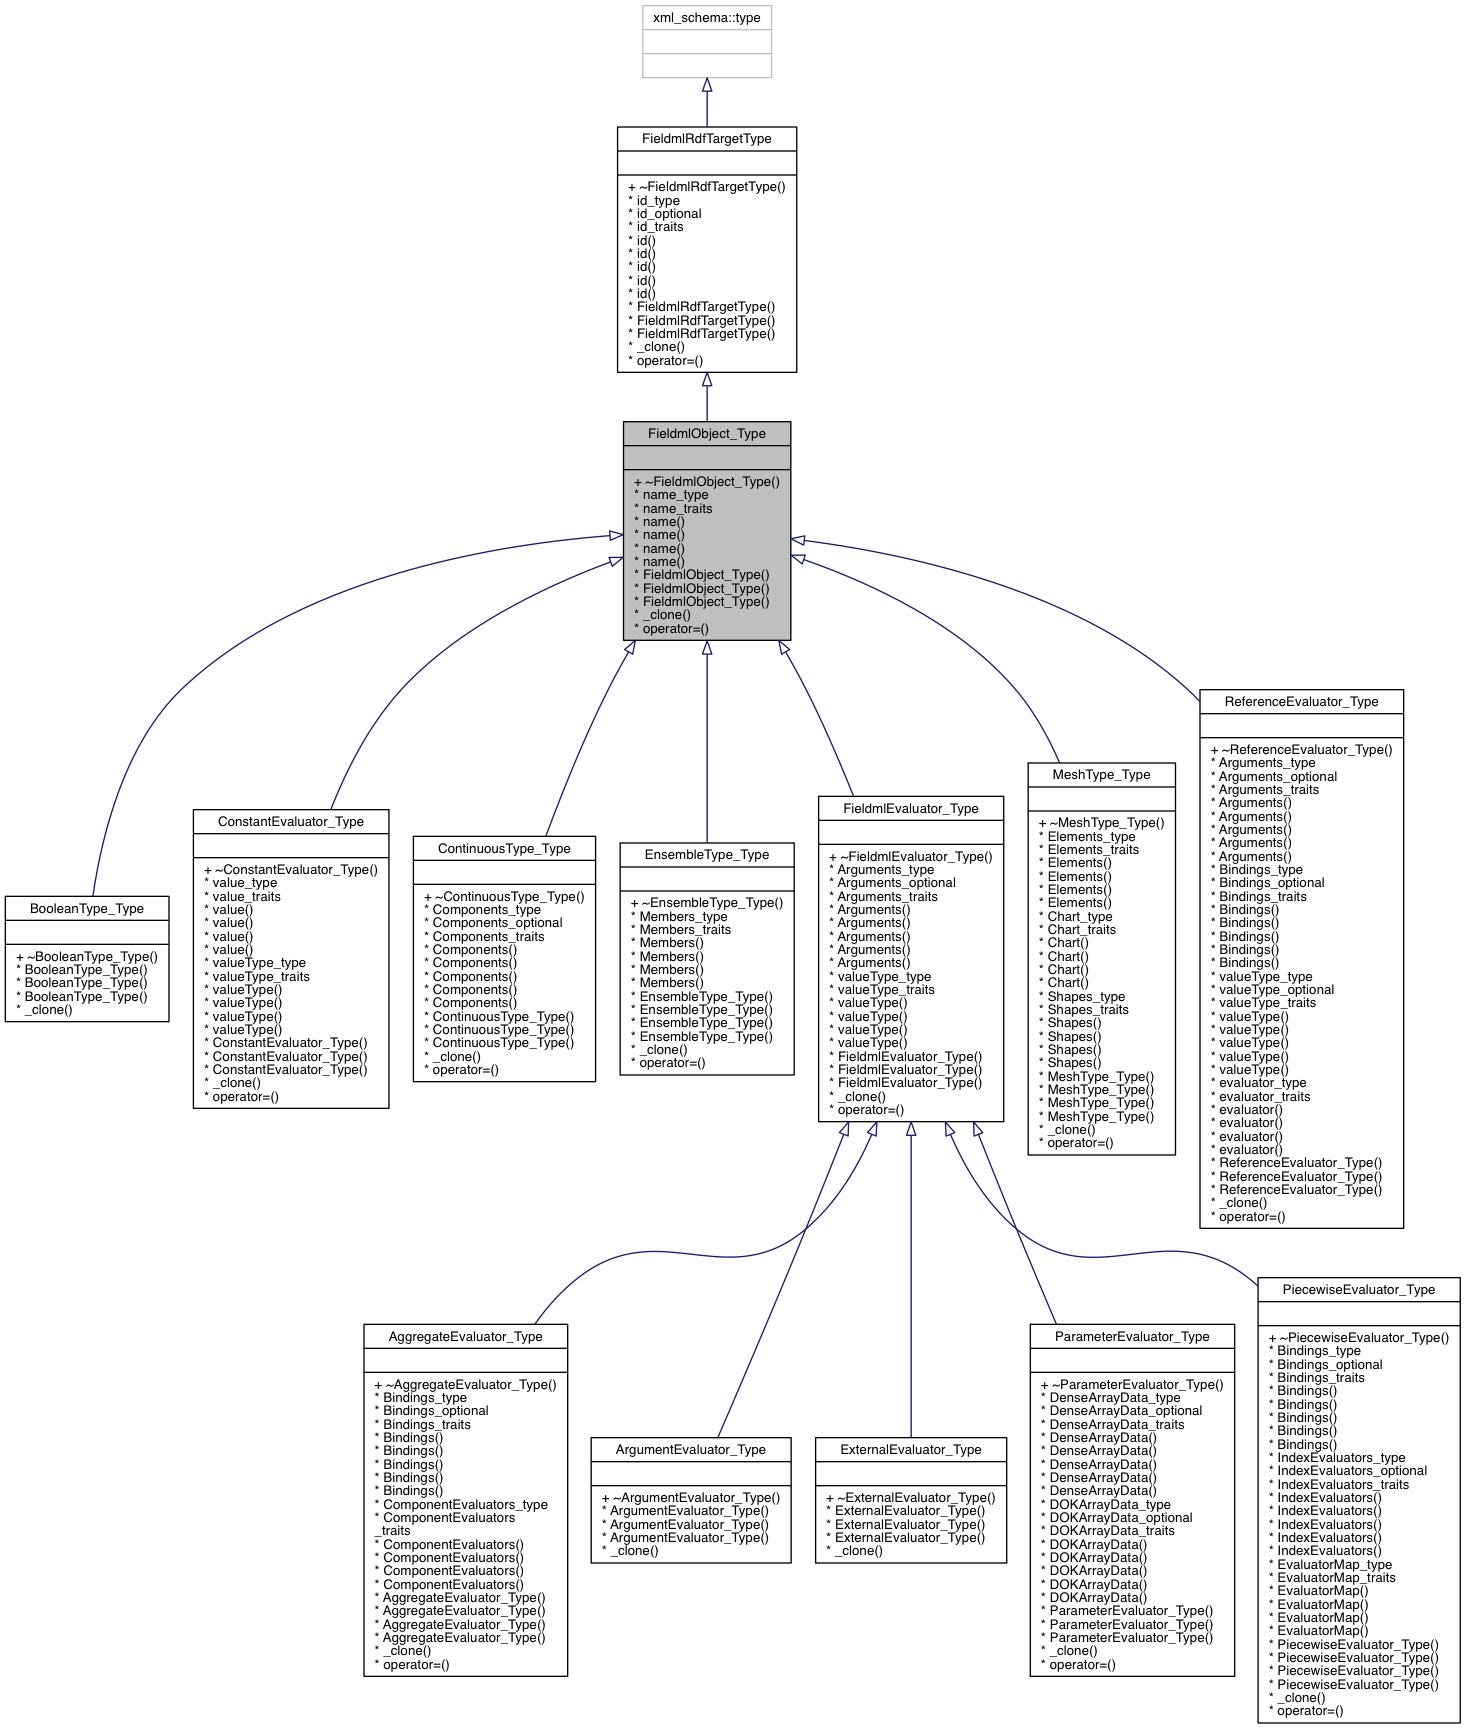 xml_schema::type
FieldmlRdfTargetType
+ ~FieldmlRdfTargetType()
* id_type
* id_optional
* id_traits
* id()
* id()
* id()
* id()
* id()
* FieldmlRdfTargetType()
* FieldmlRdfTargetType()
* FieldmlRdfTargetType()
* _clone()
* operator=()
FieldmlObject_Type
+ ~FieldmlObject_Type()
* name_type
* name_traits
* name()
* name()
* name()
* name()
* FieldmlObject_Type()
* FieldmlObject_Type()
* FieldmlObject_Type()
* _clone()
* operator=()
BooleanType_Type
+ ~BooleanType_Type()
* BooleanType_Type()
* BooleanType_Type()
* BooleanType_Type()
* _clone()
ConstantEvaluator_Type
+ ~ConstantEvaluator_Type()
* value_type
* value_traits
* value()
* value()
* value()
* value()
* valueType_type
* valueType_traits
* valueType()
* valueType()
* valueType()
* valueType()
* ConstantEvaluator_Type()
* ConstantEvaluator_Type()
* ConstantEvaluator_Type()
* _clone()
* operator=()
ContinuousType_Type
+ ~ContinuousType_Type()
* Components_type
* Components_optional
* Components_traits
* Components()
* Components()
* Components()
* Components()
* Components()
* ContinuousType_Type()
* ContinuousType_Type()
* ContinuousType_Type()
* _clone()
* operator=()
EnsembleType_Type
+ ~EnsembleType_Type()
* Members_type
* Members_traits
* Members()
* Members()
* Members()
* Members()
* EnsembleType_Type()
* EnsembleType_Type()
* EnsembleType_Type()
* EnsembleType_Type()
* _clone()
* operator=()
FieldmlEvaluator_Type
+ ~FieldmlEvaluator_Type()
* Arguments_type
* Arguments_optional
* Arguments_traits
* Arguments()
* Arguments()
* Arguments()
* Arguments()
* Arguments()
* valueType_type
* valueType_traits
* valueType()
* valueType()
* valueType()
* valueType()
* FieldmlEvaluator_Type()
* FieldmlEvaluator_Type()
* FieldmlEvaluator_Type()
* _clone()
* operator=()
MeshType_Type
+ ~MeshType_Type()
* Elements_type
* Elements_traits
* Elements()
* Elements()
* Elements()
* Elements()
* Chart_type
* Chart_traits
* Chart()
* Chart()
* Chart()
* Chart()
* Shapes_type
* Shapes_traits
* Shapes()
* Shapes()
* Shapes()
* Shapes()
* MeshType_Type()
* MeshType_Type()
* MeshType_Type()
* MeshType_Type()
* _clone()
* operator=()
ReferenceEvaluator_Type
+ ~ReferenceEvaluator_Type()
* Arguments_type
* Arguments_optional
* Arguments_traits
* Arguments()
* Arguments()
* Arguments()
* Arguments()
* Arguments()
* Bindings_type
* Bindings_optional
* Bindings_traits
* Bindings()
* Bindings()
* Bindings()
* Bindings()
* Bindings()
* valueType_type
* valueType_optional
* valueType_traits
* valueType()
* valueType()
* valueType()
* valueType()
* valueType()
* evaluator_type
* evaluator_traits
* evaluator()
* evaluator()
* evaluator()
* evaluator()
* ReferenceEvaluator_Type()
* ReferenceEvaluator_Type()
* ReferenceEvaluator_Type()
* _clone()
* operator=()
AggregateEvaluator_Type
+ ~AggregateEvaluator_Type()
* Bindings_type
* Bindings_optional
* Bindings_traits
* Bindings()
* Bindings()
* Bindings()
* Bindings()
* Bindings()
* ComponentEvaluators_type
* ComponentEvaluators
_traits
* ComponentEvaluators()
* ComponentEvaluators()
* ComponentEvaluators()
* ComponentEvaluators()
* AggregateEvaluator_Type()
* AggregateEvaluator_Type()
* AggregateEvaluator_Type()
* AggregateEvaluator_Type()
* _clone()
* operator=()
ArgumentEvaluator_Type
+ ~ArgumentEvaluator_Type()
* ArgumentEvaluator_Type()
* ArgumentEvaluator_Type()
* ArgumentEvaluator_Type()
* _clone()
ExternalEvaluator_Type
+ ~ExternalEvaluator_Type()
* ExternalEvaluator_Type()
* ExternalEvaluator_Type()
* ExternalEvaluator_Type()
* _clone()
ParameterEvaluator_Type
+ ~ParameterEvaluator_Type()
* DenseArrayData_type
* DenseArrayData_optional
* DenseArrayData_traits
* DenseArrayData()
* DenseArrayData()
* DenseArrayData()
* DenseArrayData()
* DenseArrayData()
* DOKArrayData_type
* DOKArrayData_optional
* DOKArrayData_traits
* DOKArrayData()
* DOKArrayData()
* DOKArrayData()
* DOKArrayData()
* DOKArrayData()
* ParameterEvaluator_Type()
* ParameterEvaluator_Type()
* ParameterEvaluator_Type()
* _clone()
* operator=()
PiecewiseEvaluator_Type
+ ~PiecewiseEvaluator_Type()
* Bindings_type
* Bindings_optional
* Bindings_traits
* Bindings()
* Bindings()
* Bindings()
* Bindings()
* Bindings()
* IndexEvaluators_type
* IndexEvaluators_optional
* IndexEvaluators_traits
* IndexEvaluators()
* IndexEvaluators()
* IndexEvaluators()
* IndexEvaluators()
* IndexEvaluators()
* EvaluatorMap_type
* EvaluatorMap_traits
* EvaluatorMap()
* EvaluatorMap()
* EvaluatorMap()
* EvaluatorMap()
* PiecewiseEvaluator_Type()
* PiecewiseEvaluator_Type()
* PiecewiseEvaluator_Type()
* PiecewiseEvaluator_Type()
* _clone()
* operator=()